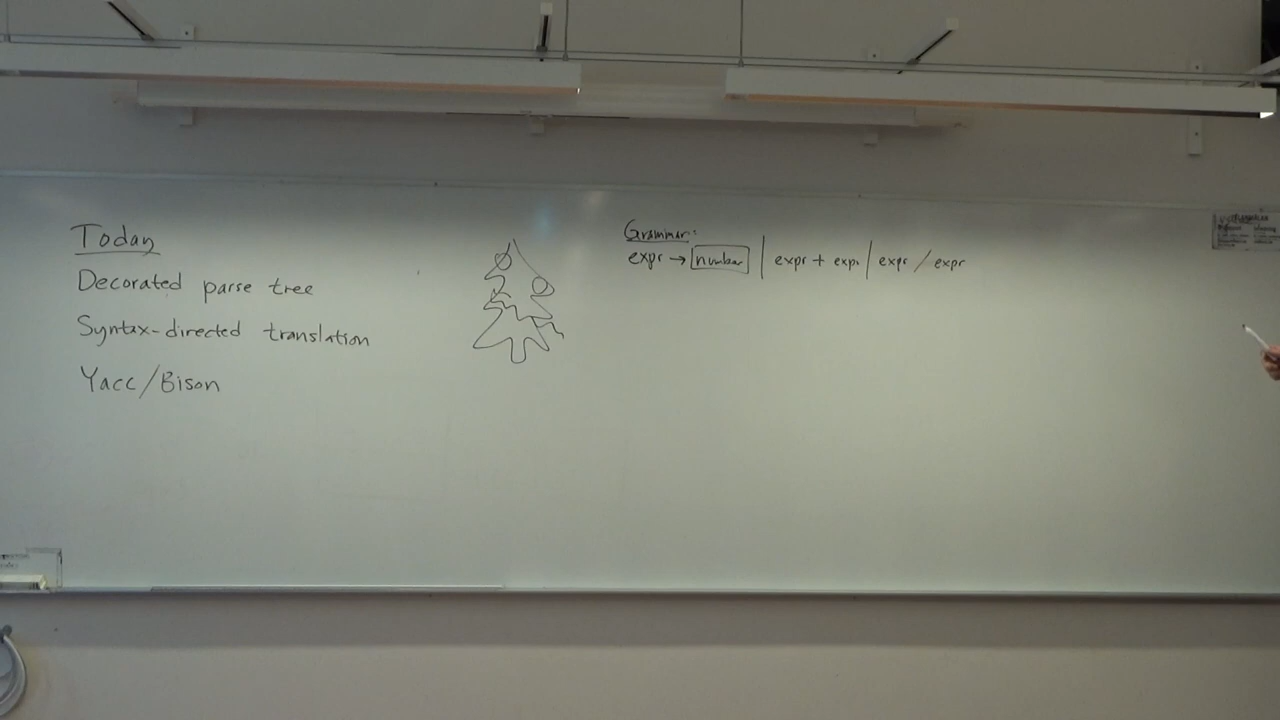 Today
Decorated parse tree
Syntax-directed translation
Yacc/Bison
Grammar:
expr → number | expr + expr | expr / expr